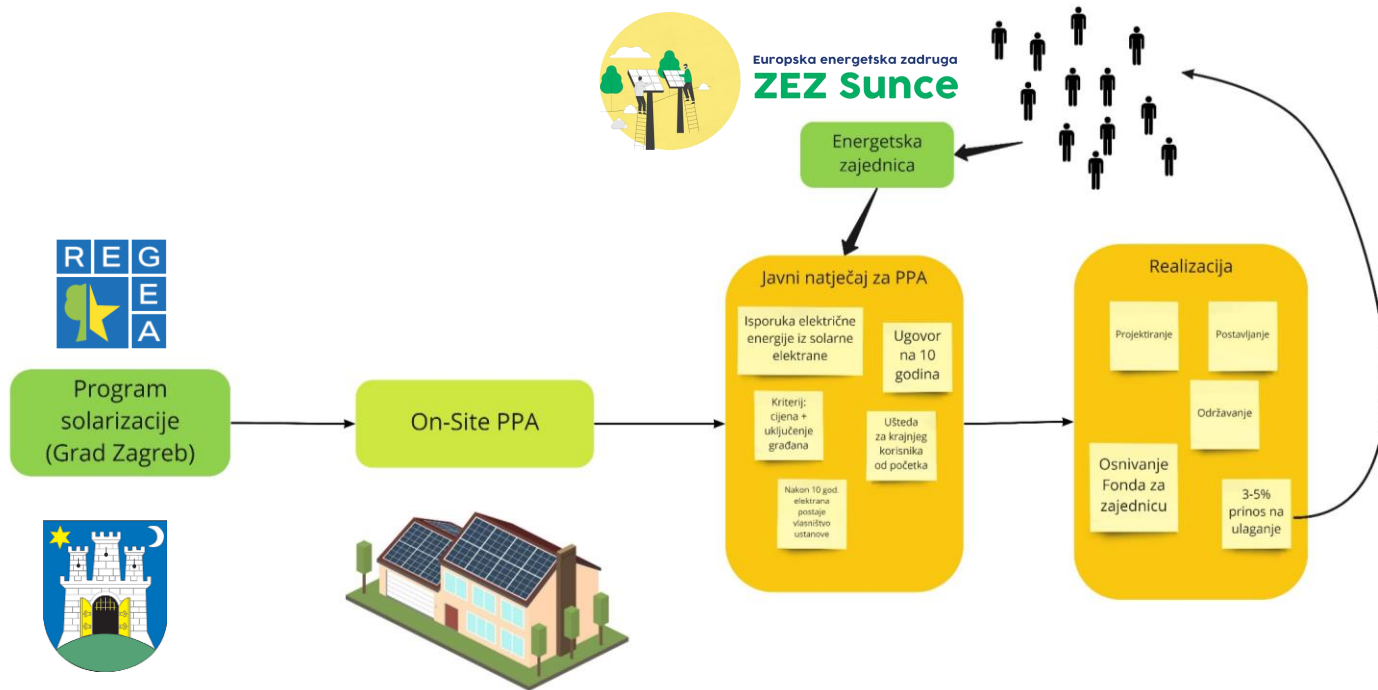 Europska energetska zadruga
ZEZ Sunce
Energetska
zajednica
REG
E
A
Program
solarizacije
(Grad Zagreb)
On-Site PPA
Javni natječaj za PPA
Isporuka električne
energije iz solarne
elektrane
Ugovor
na 10
godina
Kriterij:
cijena +
uključenje
građana
Ušteda
za krajnjeg
korisnika
od početka
Nakon 10 god.
elektrana
postaje
vlasništvo
ustanove
Realizacija
Projektiranje
Postavljanje
Održavanje
Osnivanje
Fonda za
zajednicu
3-5%
prinos na
ulaganje